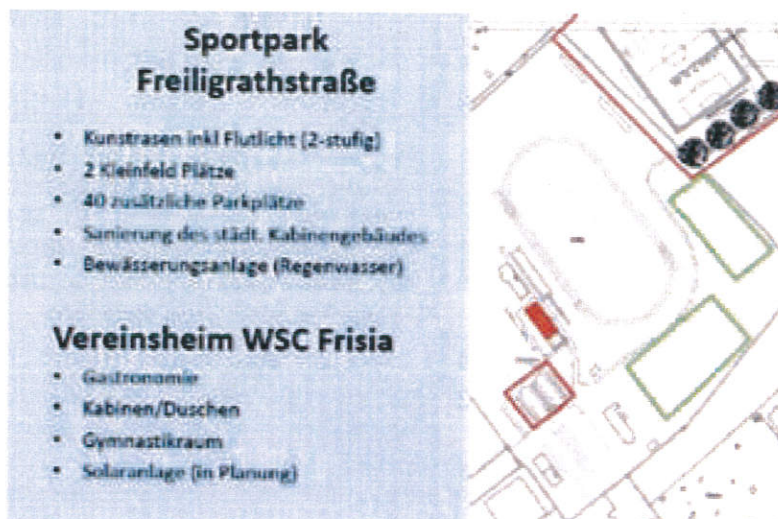 Sportpark
Freiligrathstraße
• Kunstrasen inkl Flutlicht (2-stufig)
• 2 Kleinfeld Plätze
• 40 zusätzliche Parkplätze
• Sanierung des städt. Kabinengebäudes
• Bewässerungsanlage (Regenwasser)
Vereinsheim WSC Frisia
• Gastronomie
• Kabinen/Duschen
• Gymnastikraum
• Solaranlage (in Planung)